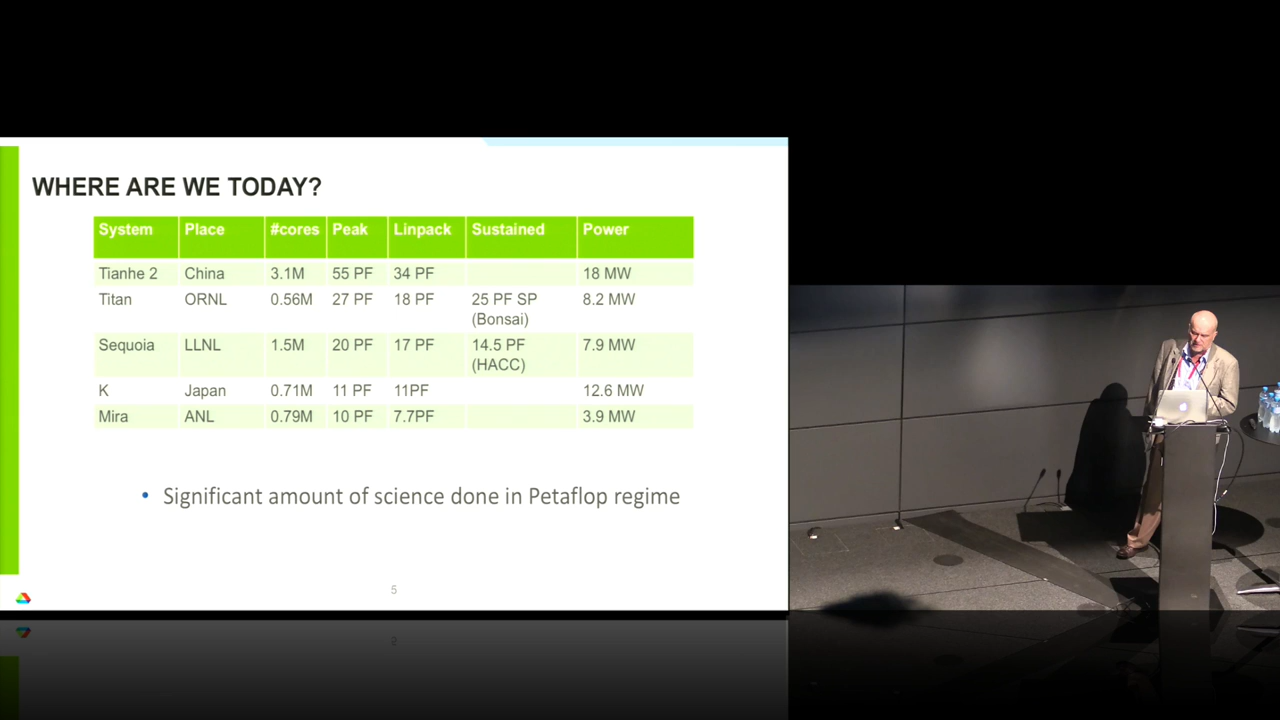 WHERE ARE WE TODAY?
System Place #cores Peak Linpack Sustained Power
Tianhe 2 China 3.1M 55 PF 34 PF 18 MW
Titan ORNL 0.56M 27 PF 18 PF 25 PF SP 8.2 MW
(Bonsai)
Sequoia LLNL 1.5M 20 PF 17 PF 14.5 PF 7.9 MW
(HACC)
K Japan 0.71M 11 PF 11PF 12.6 MW
Mira ANL 0.79M 10 PF 7.7PF 3.9 MW
• Significant amount of science done in Petaflop regime
5